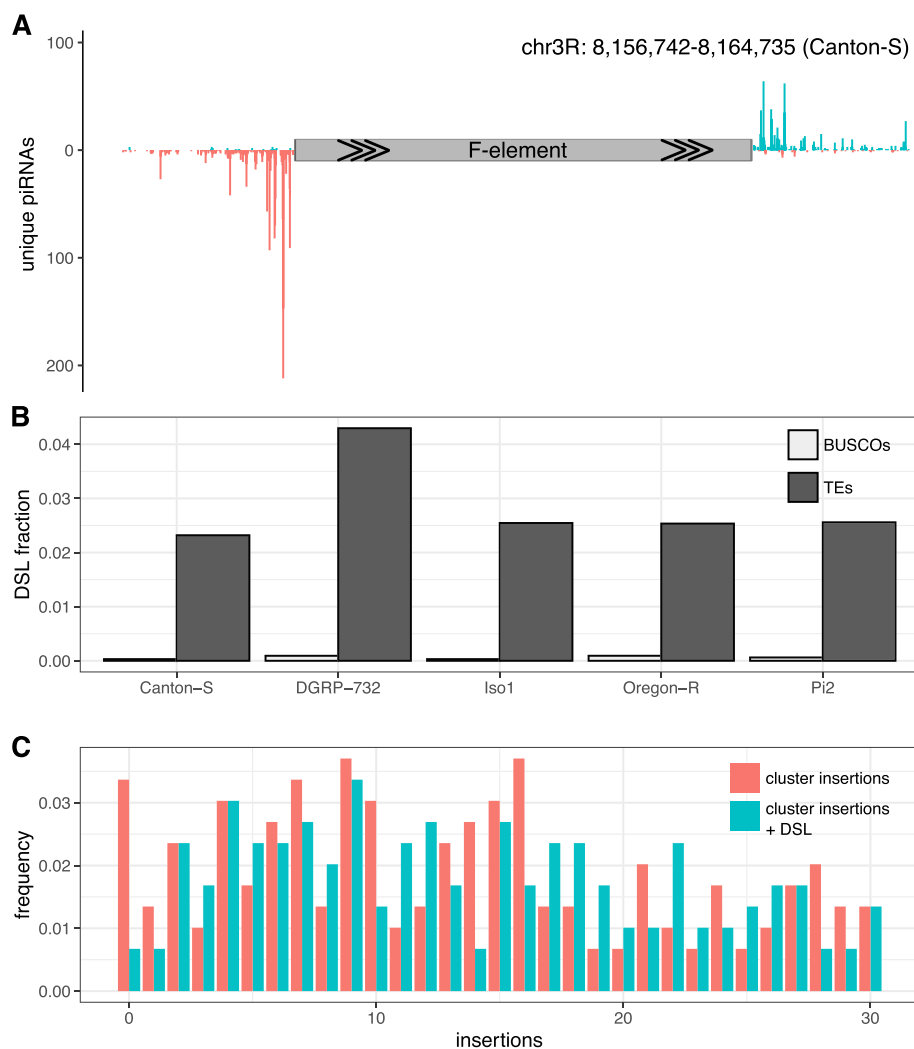 A
chr3R: 8,156,742-8,164,735 (Canton-S)
100
0
100
200
unique piRNAs
F-element
B
0.04
0.03
0.02
0.01
0.00
DSL fraction
BUSCOs
TEs
Canton-S
DGRP-732
Iso1
Oregon-R
Pi2
C
0.03
0.02
0.01
0.00
frequency
cluster insertions
cluster insertions
+ DSL
0
10
20
30
insertions